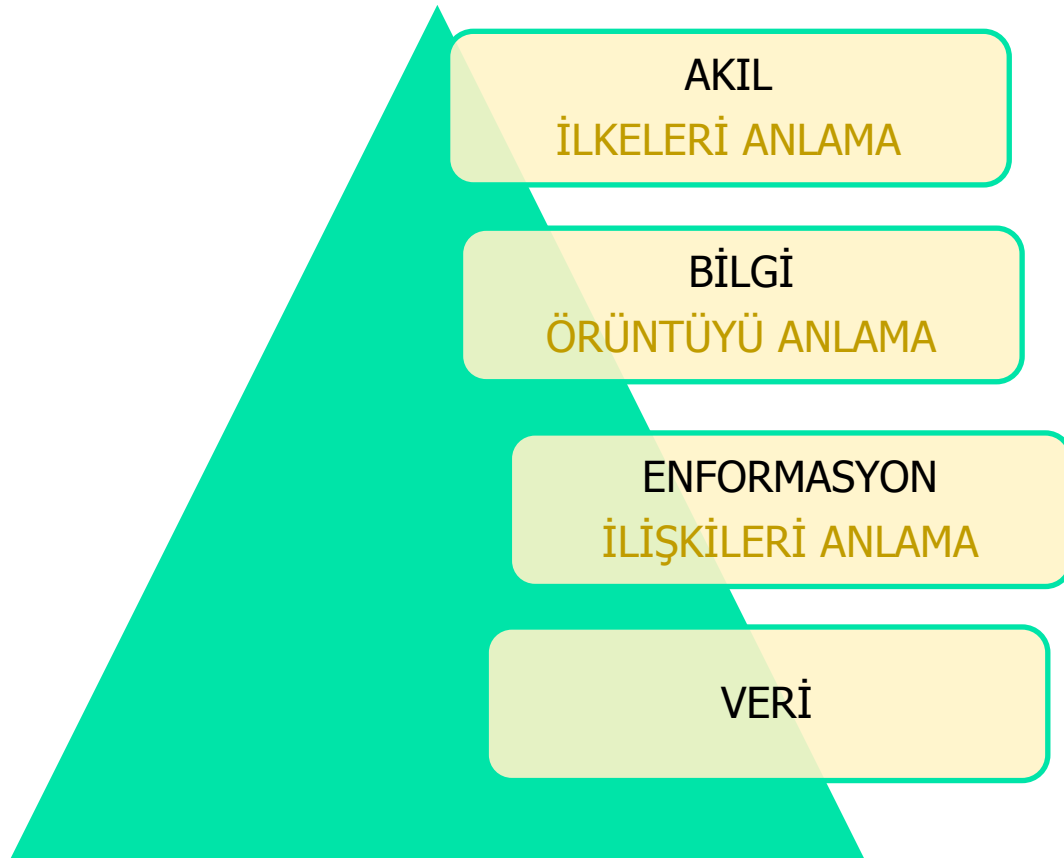 AKIL
İLKELERİ ANLAMA
BİLGİ
ÖRÜNTÜYÜ ANLAMA
ENFORMASYON
İLİŞKİLERİ ANLAMA
VERİ